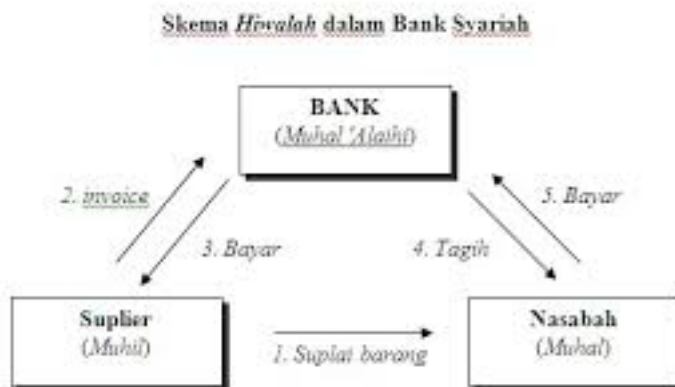 Skema Hiwalah dalam Bank Syariah
BANK
(Muhal 'Alaihi)
2. invoice
5. Bayar
3. Bayar
4. Tagih
Suplier
(Muhil)
1. Suplai barang
Nasabah
(Muhal)